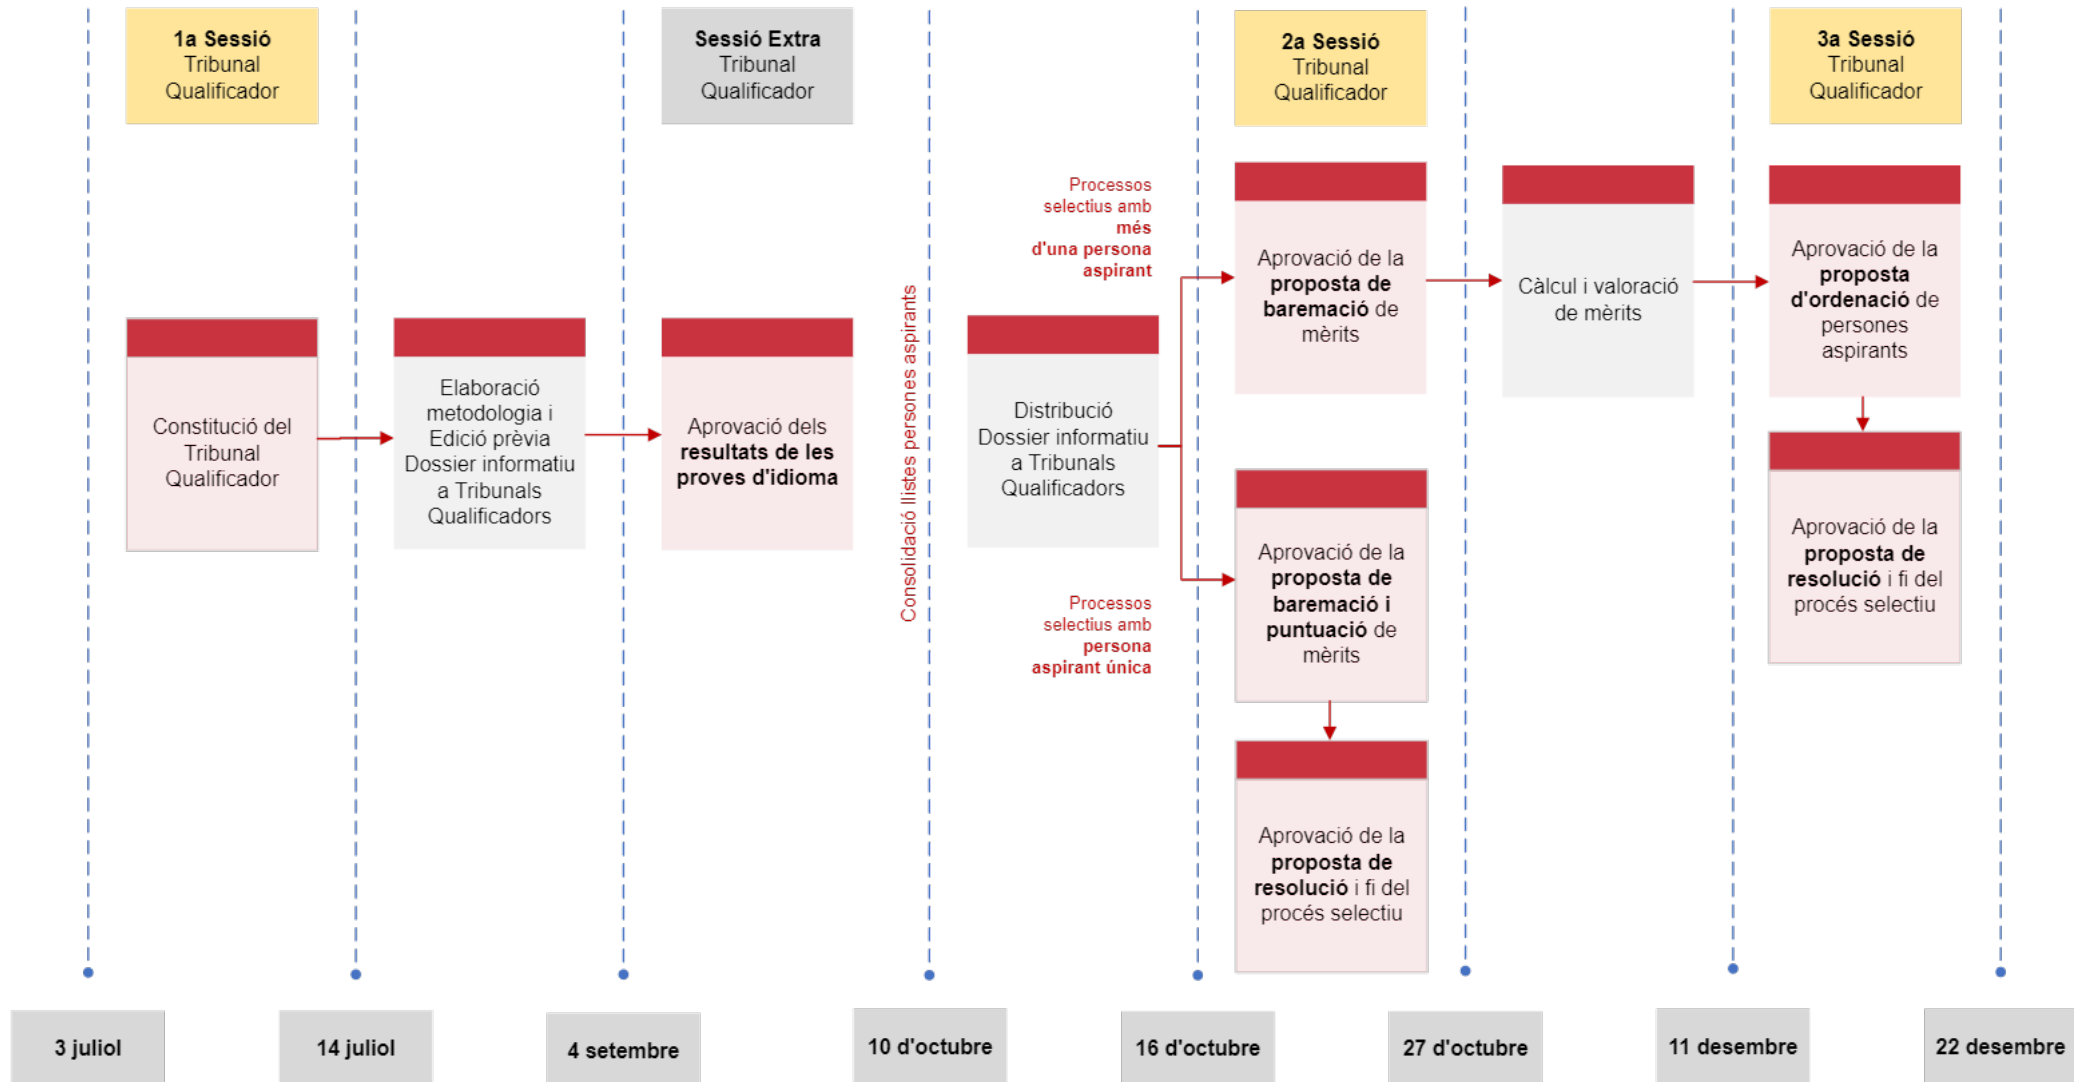 1a Sessió
Tribunal
Qualificador
Sessió Extra
Tribunal
Qualificador
2a Sessió
Tribunal
Qualificador
3a Sessió
Tribunal
Qualificador
Constitució del
Tribunal
Qualificador
Elaboració
metodologia i
Edició prèvia
Dossier informatiu
a Tribunals
Qualificadors
Aprovació dels
resultats de les
proves d'idioma
Consolidació llistes persones aspirants
Distribució
Dossier informatiu
a Tribunals
Qualificadors
Processos
selectius amb
més
d'una persona
aspirant
Processos
selectius amb
persona
aspirant única
Aprovació de la
proposta de
baremació de
mèrits
Aprovació de la
proposta de
baremació i
puntuació de
mèrits
Aprovació de la
proposta de
resolució i fi del
procés selectiu
Càlcul i valoració
de mèrits
Aprovació de la
proposta
d'ordenació de
persones
aspirants
Aprovació de la
proposta de
resolució i fi del
procés selectiu
3 juliol
14 juliol
4 setembre
10 d'octubre
16 d'octubre
27 d'octubre
11 desembre
22 desembre